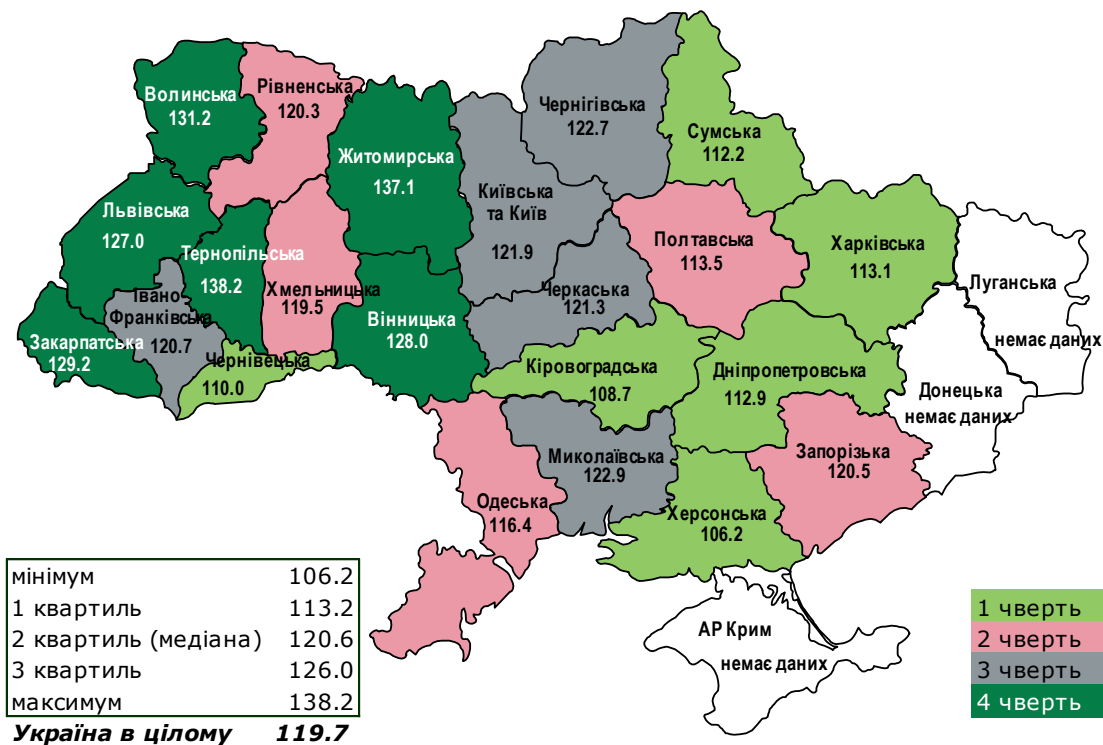 Волинська
131.2
Рівненська
120.3
Житомирська
137.1
Київська
та Київ
121.9
Чернігівська
122.7
Сумська
112.2
Львівська
127.0
Тернопільська
138.2
Хмельницька
119.5
Івано-
Франківська
120.7
Закарпатська
129.2
Чернівецька
110.0
Вінницька
128.0
Черкаська
121.3
Полтавська
113.5
Харківська
113.1
Луганська
немає даних
Донецька
немає даних
Кіровоградська
108.7
Дніпропетровська
112.9
Запорізька
120.5
Миколаївська
122.9
Одеська
116.4
Херсонська
106.2
АР Крим
немає даних
мінімум 106.2
1 квартиль 113.2
2 квартиль (медіана) 120.6
3 квартиль 126.0
максимум 138.2
Україна в цілому 119.7
1 чверть
2 чверть
3 чверть
4 чверть